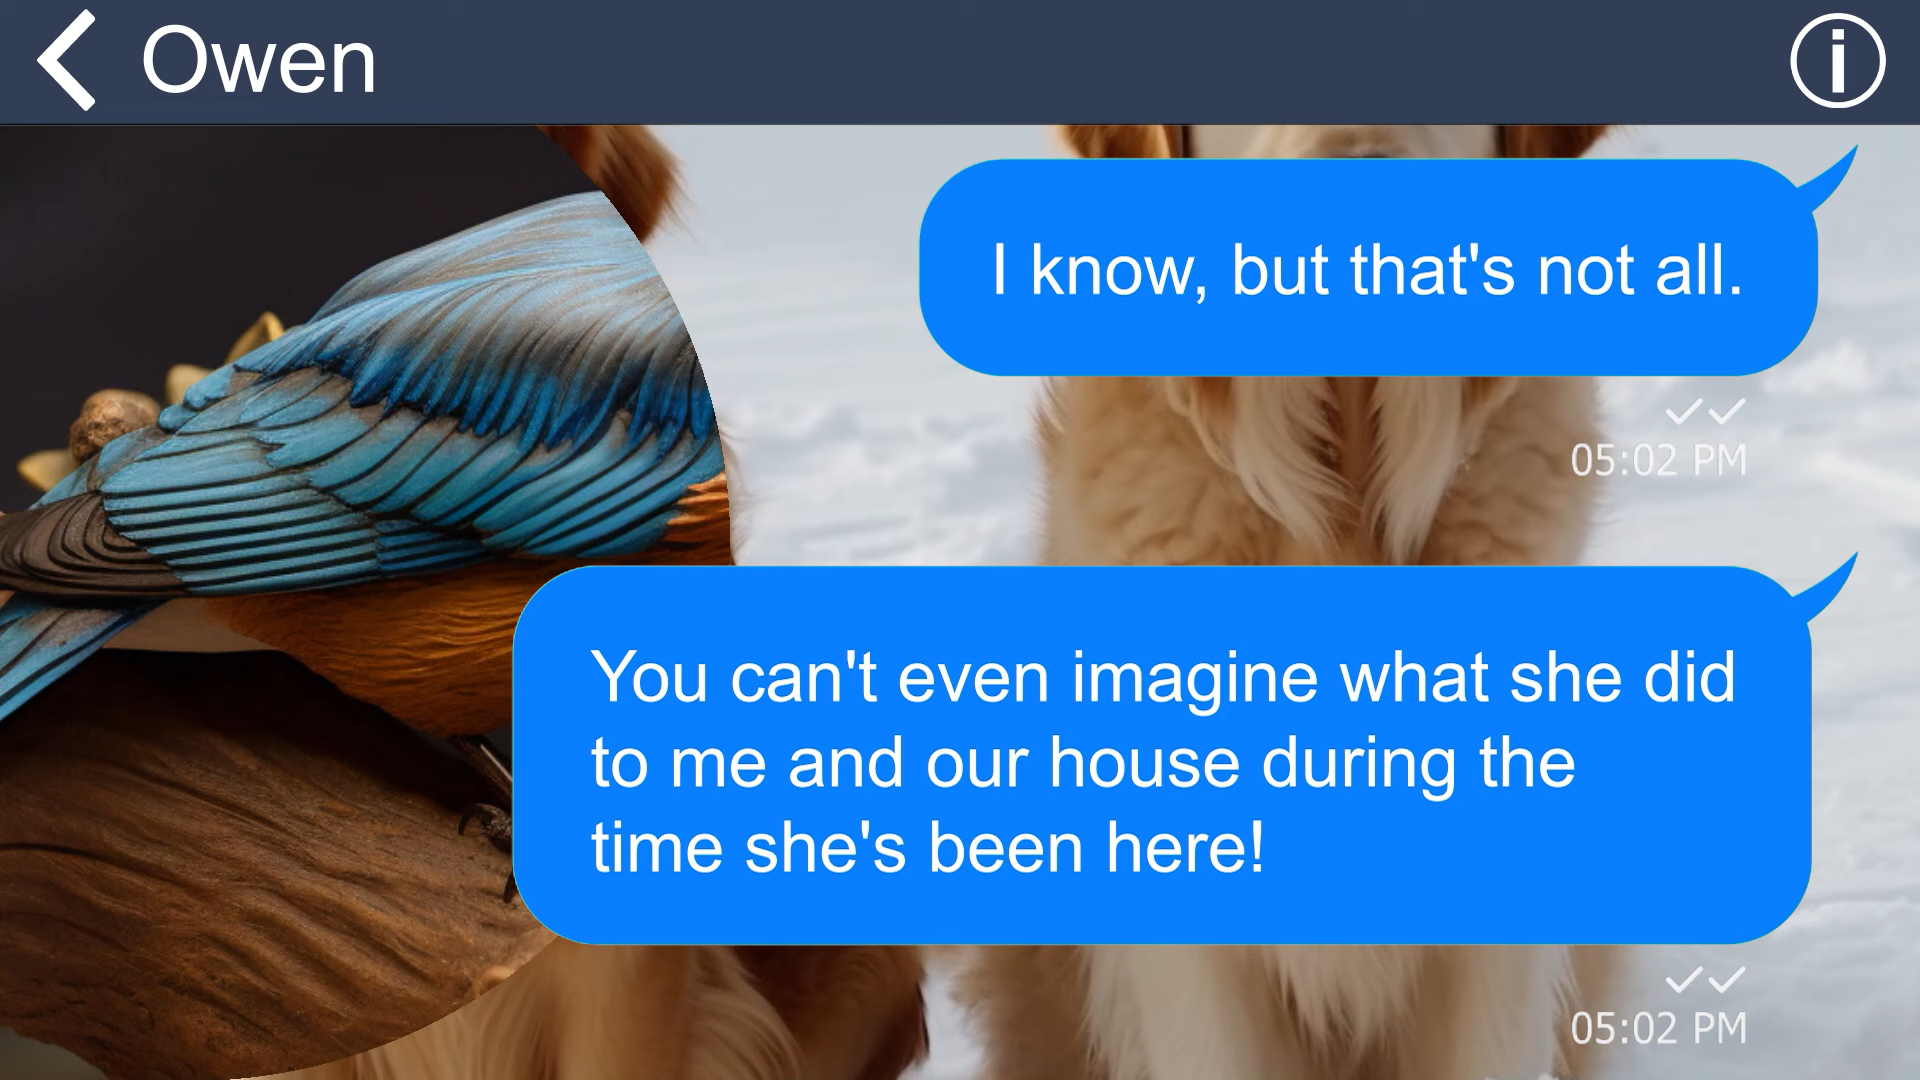 Owen
I know, but that's not all.
05:02 PM
You can't even imagine what she did
to me and our house during the
time she's been here!
05:02 PM